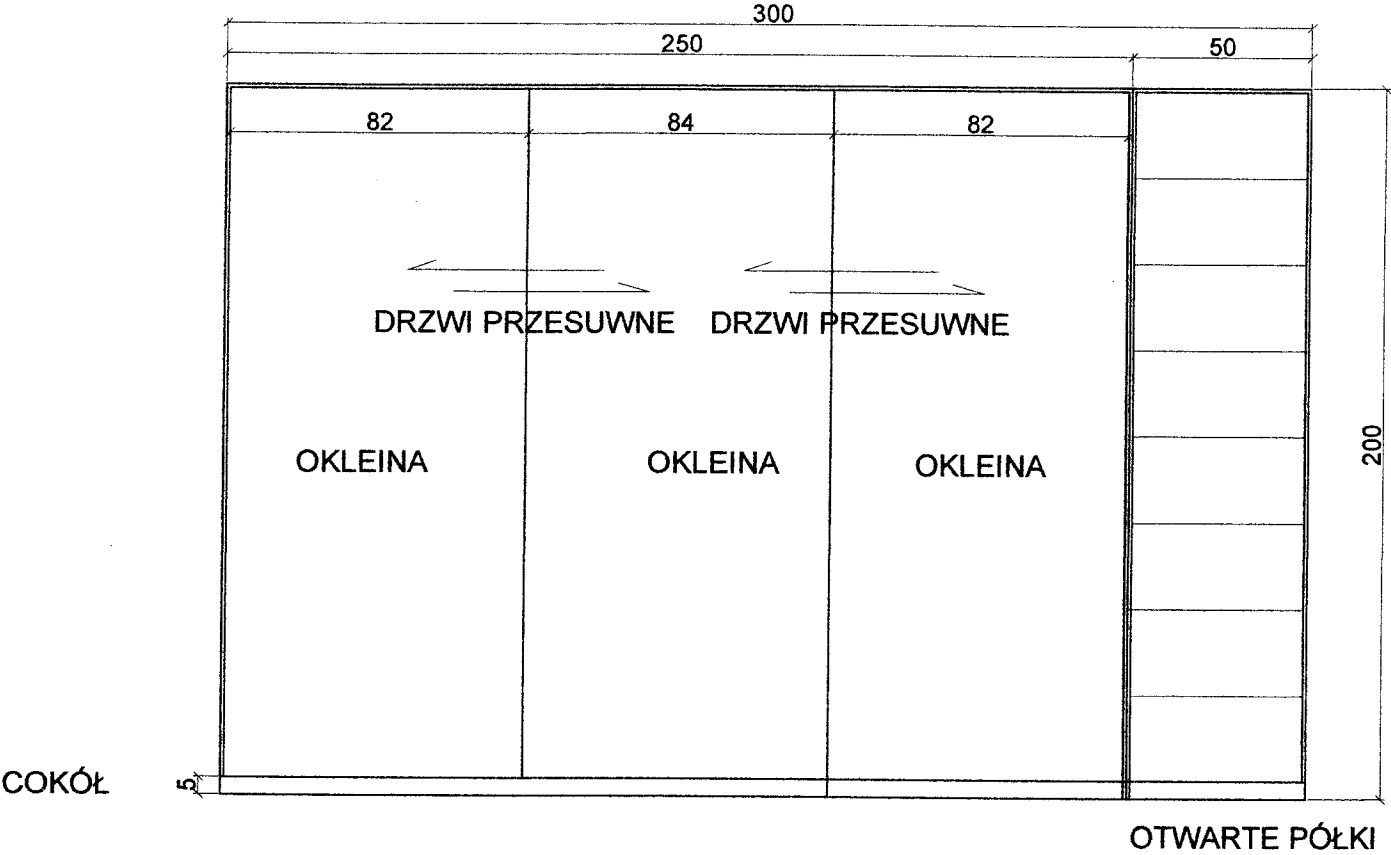 300
250
50
82
84
82
DRZWI PRZESUWNE DRZWI PRZESUWNE
200
OKLEINA OKLEINA OKLEINA
COKÓŁ
5
OTWARTE PÓŁKI